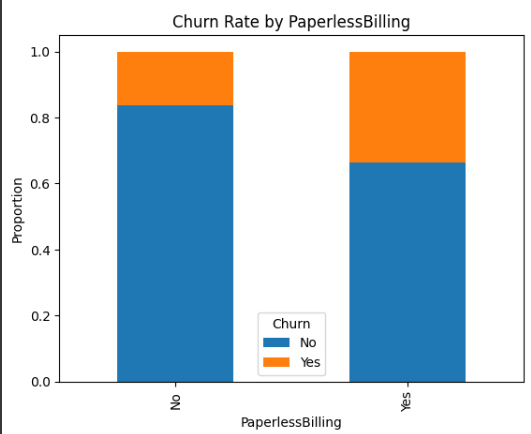 Churn Rate by PaperlessBilling
1.0
0.8
0.6
0.4
0.2
0.0
Proportion
Churn
No
Yes
No
Yes
PaperlessBilling